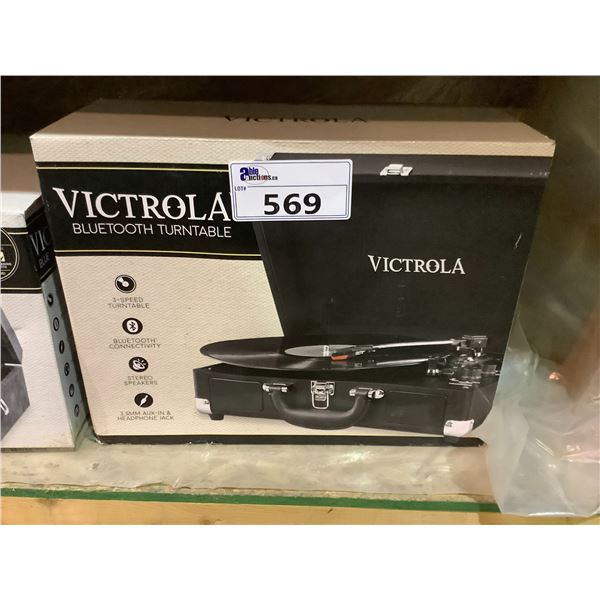 VICTROLA
able
auctions.ca
LOT#
569
VICTROLA
BLUETOOTH TURNTABLE
VICTROLA
3-SPEED
TURNTABLE
BLUETOOTH®
CONNECTIVITY
STEREO
SPEAKERS
3.5MM AUX-IN &
HEADPHONE JACK